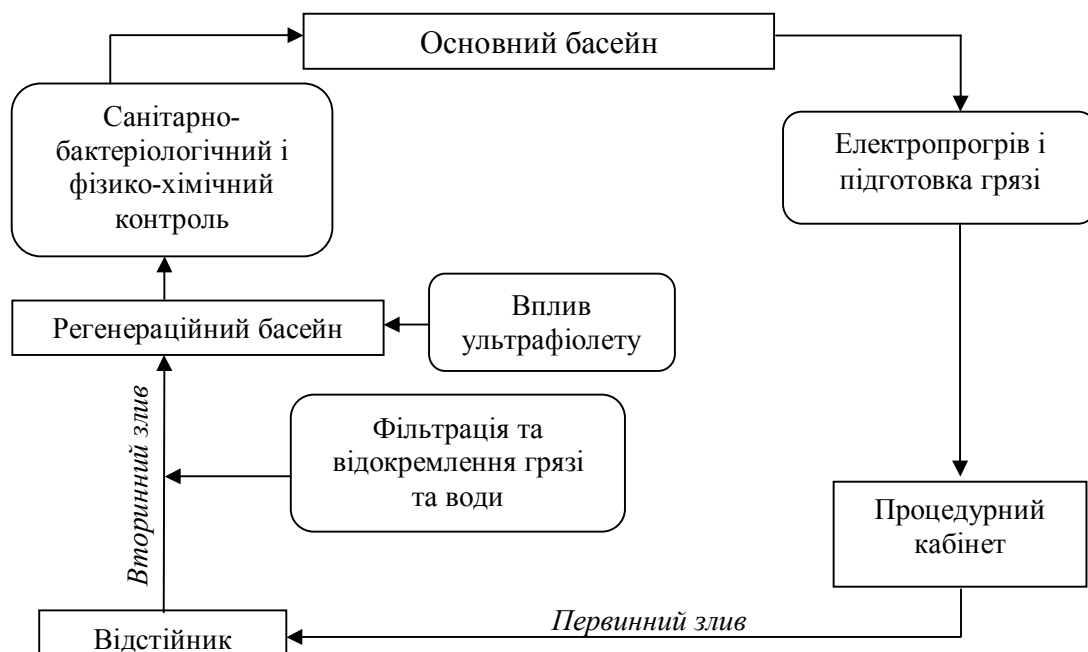 Основний басейн
Санітарно-
бактеріологічний і
фізико-хімічний
контроль
Електропрогрів і
підготовка грязі
Регенераційний басейн
Вплив
ультрафіолету
Вторинний злив
Фільтрація та
відокремлення грязі
та води
Процедурний
кабінет
Первинний злив
Відстійник